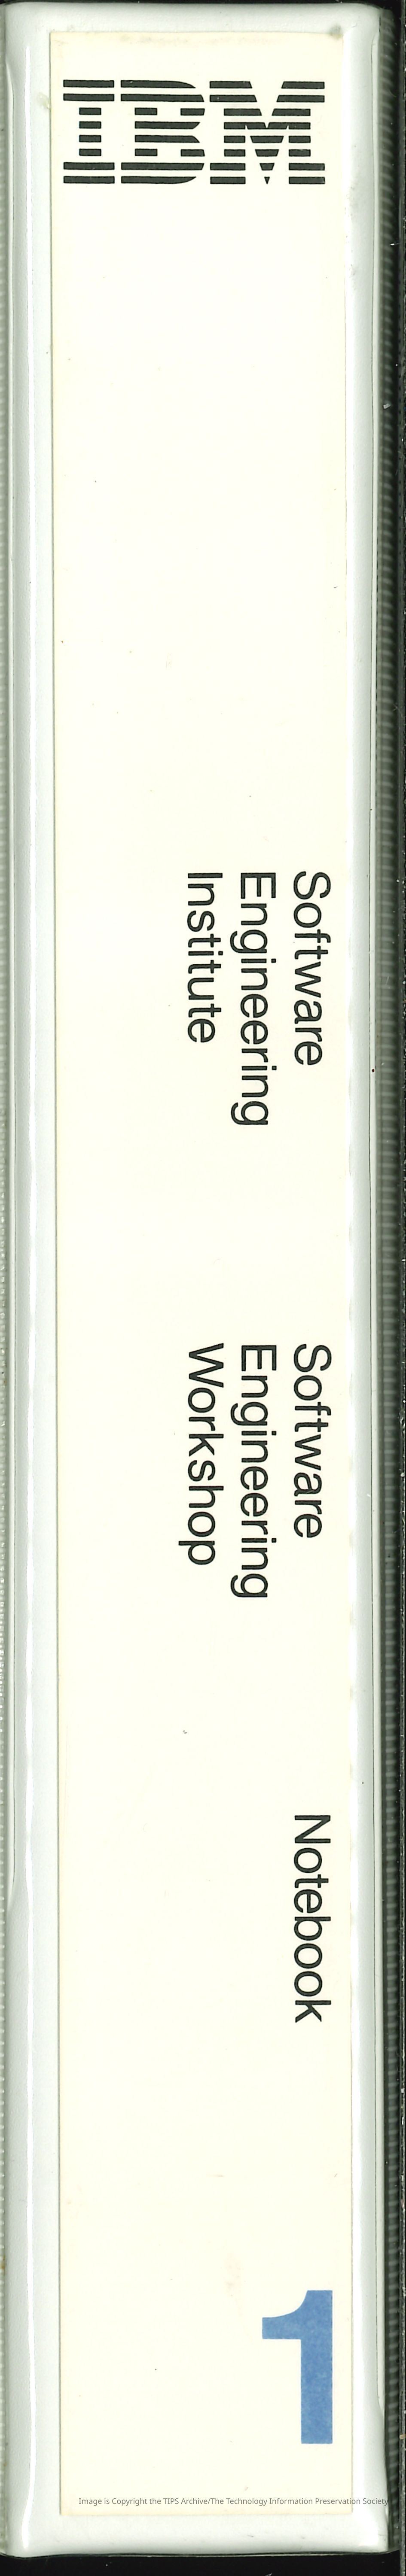 IBM
Software
Engineering
Institute
Software
Engineering
Workshop
Notebook
1
Image is Copyright the TIPS Archive/The Technology Information Preservation Society